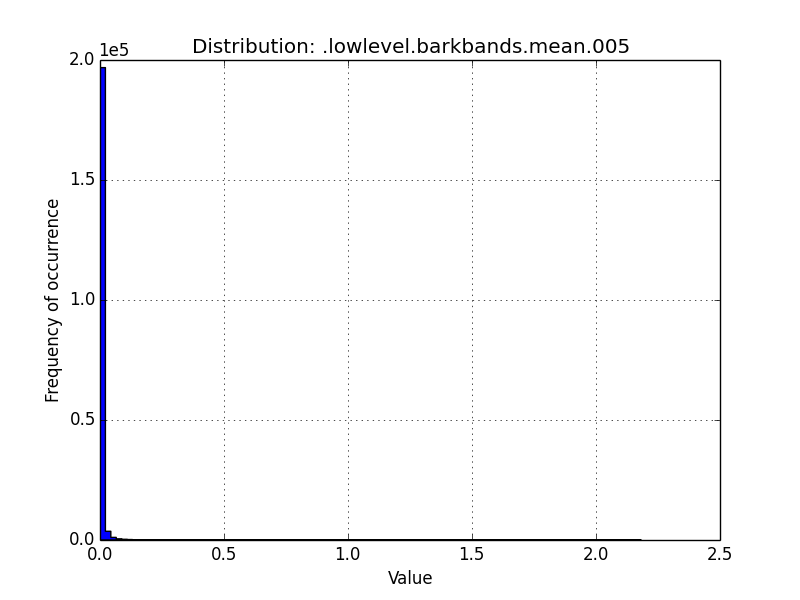 Distribution: .lowlevel.barkbands.mean.005
1e5
2.0
1.5
1.0
0.5
0.0
Frequency of occurrence
0.0 0.5 1.0 1.5 2.0 2.5
Value